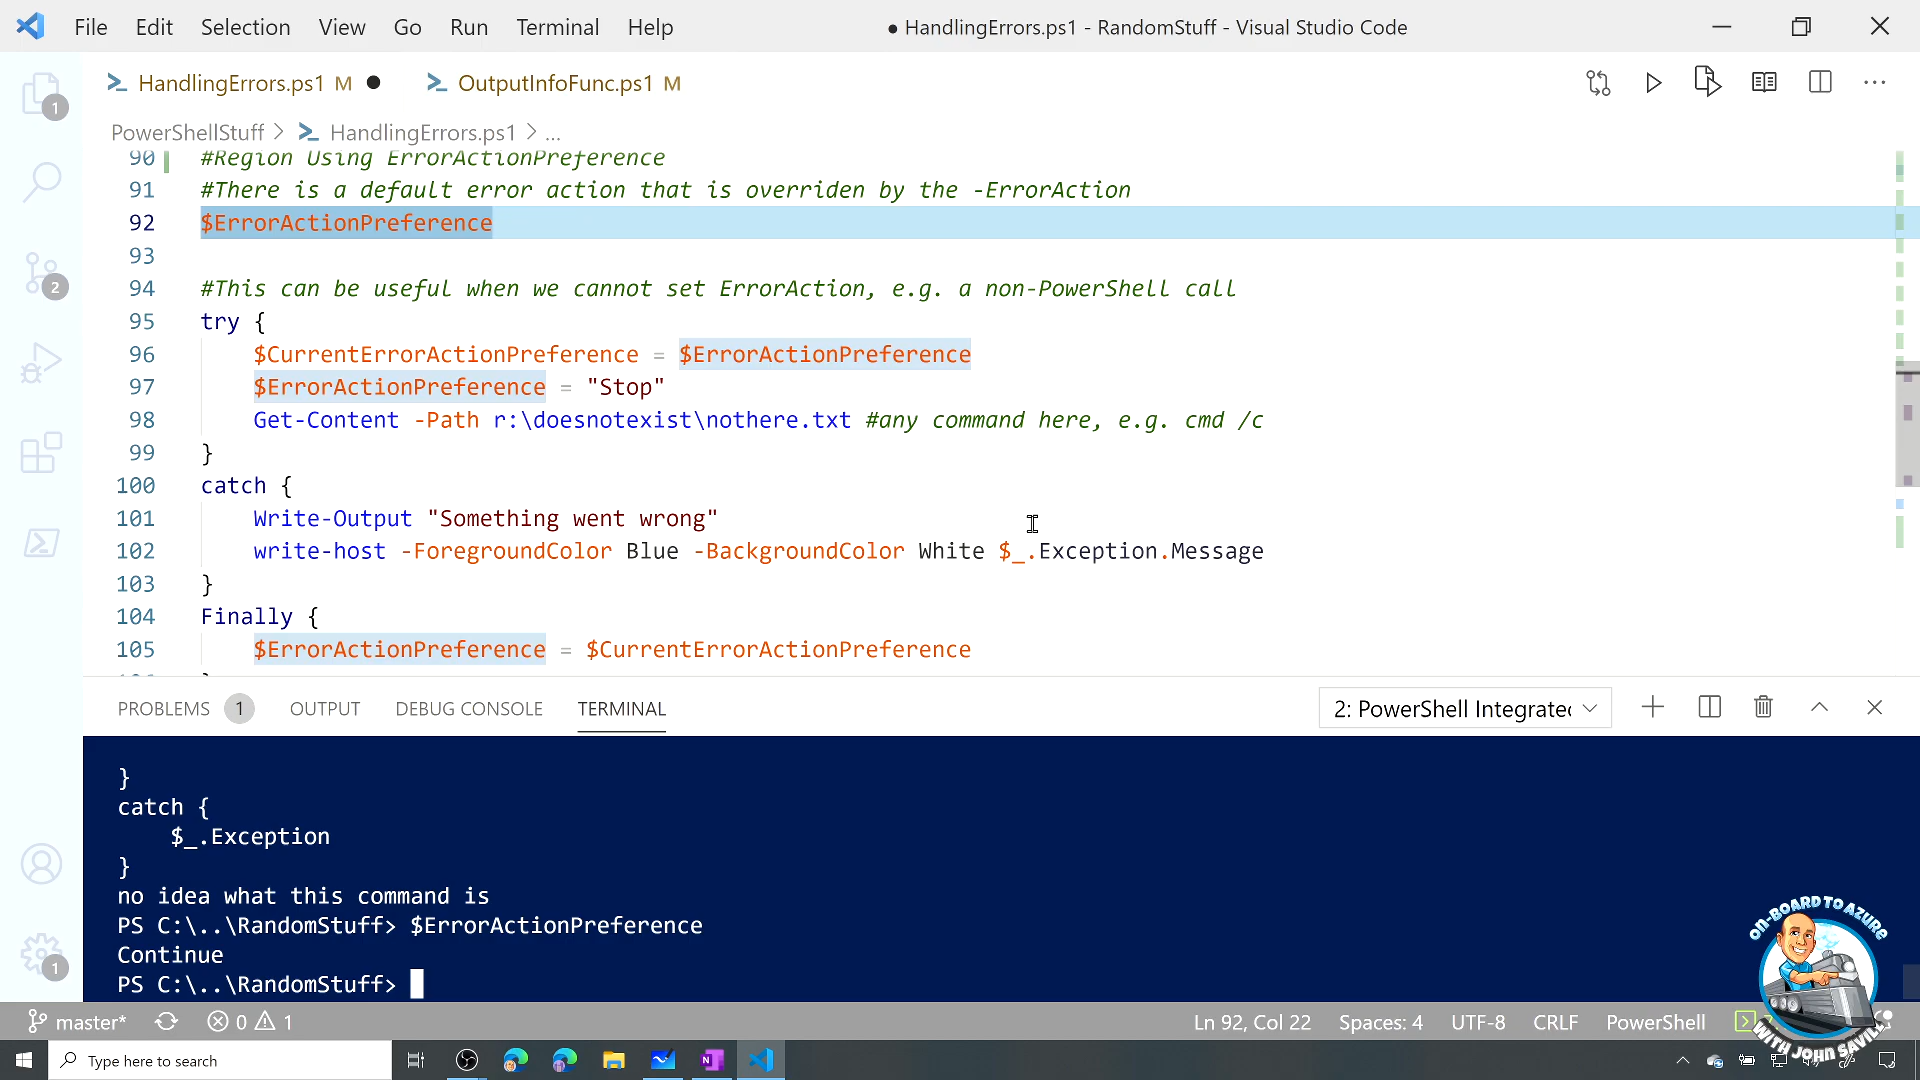 File Edit Selection View Go Run Terminal Help
● HandlingErrors.ps1 - RandomStuff - Visual Studio Code
HandlingErrors.ps1 M ● OutputInfoFunc.ps1 M
PowerShellStuff > HandlingErrors.ps1 > ...
90 #Region Using ErrorActionPreference
91 #There is a default error action that is overriden by the -ErrorAction
92 $ErrorActionPreference
93
94 #This can be useful when we cannot set ErrorAction, e.g. a non-PowerShell call
95 try {
96 $CurrentErrorActionPreference = $ErrorActionPreference
97 $ErrorActionPreference = "Stop"
98 Get-Content -Path r:\doesnotexist\nothere.txt #any command here, e.g. cmd /c
99 }
100 catch {
101 Write-Output "Something went wrong"
102 write-host -ForegroundColor Blue -BackgroundColor White $_.Exception.Message
103 }
104 Finally {
105 $ErrorActionPreference = $CurrentErrorActionPreference
1
2
1
PROBLEMS 1 OUTPUT DEBUG CONSOLE TERMINAL 2: PowerShell Integrate
}
catch {
$_.Exception
}
no idea what this command is
PS C:\..\RandomStuff> $ErrorActionPreference
Continue
PS C:\..\RandomStuff>
ON-BOARD TO AZURE
WITH JOHN SAVILL
master* 0 1 Ln 92, Col 22 Spaces: 4 UTF-8 CRLF PowerShell
Type here to search